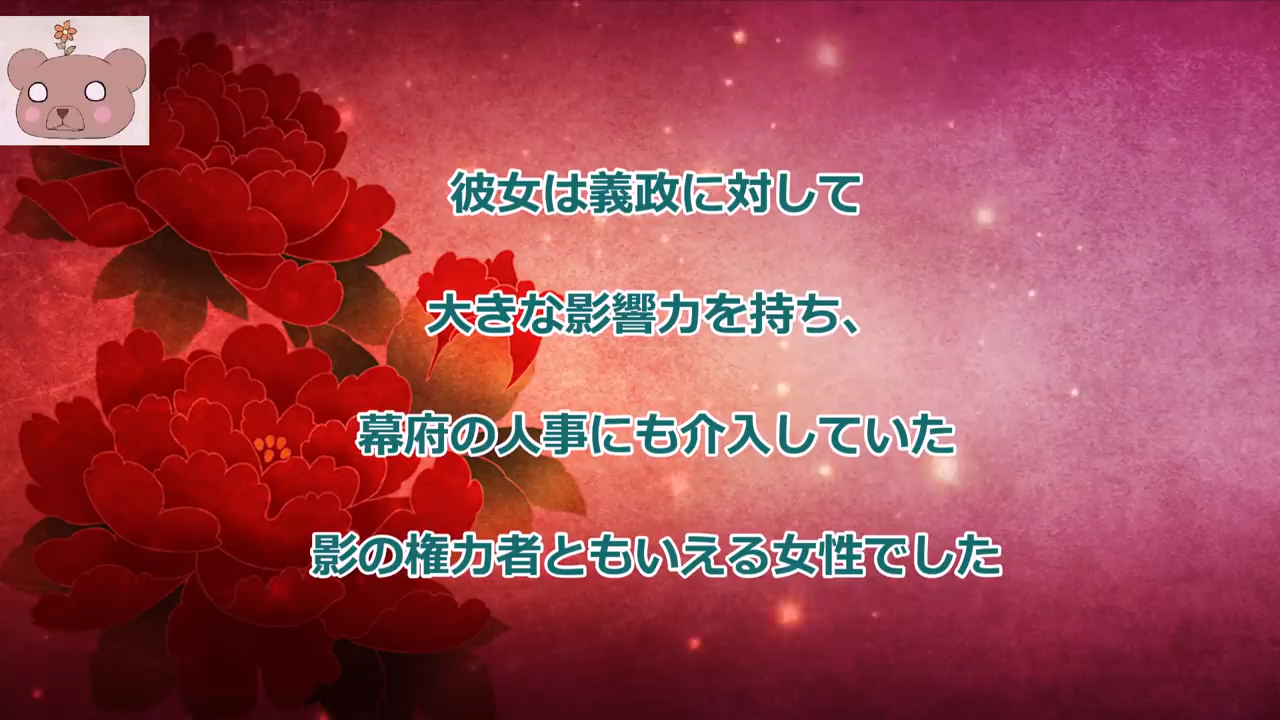 彼女は義政に対して
大きな影響力を持ち、
幕府の人事にも介入していた
影の権力者ともいえる女性でした